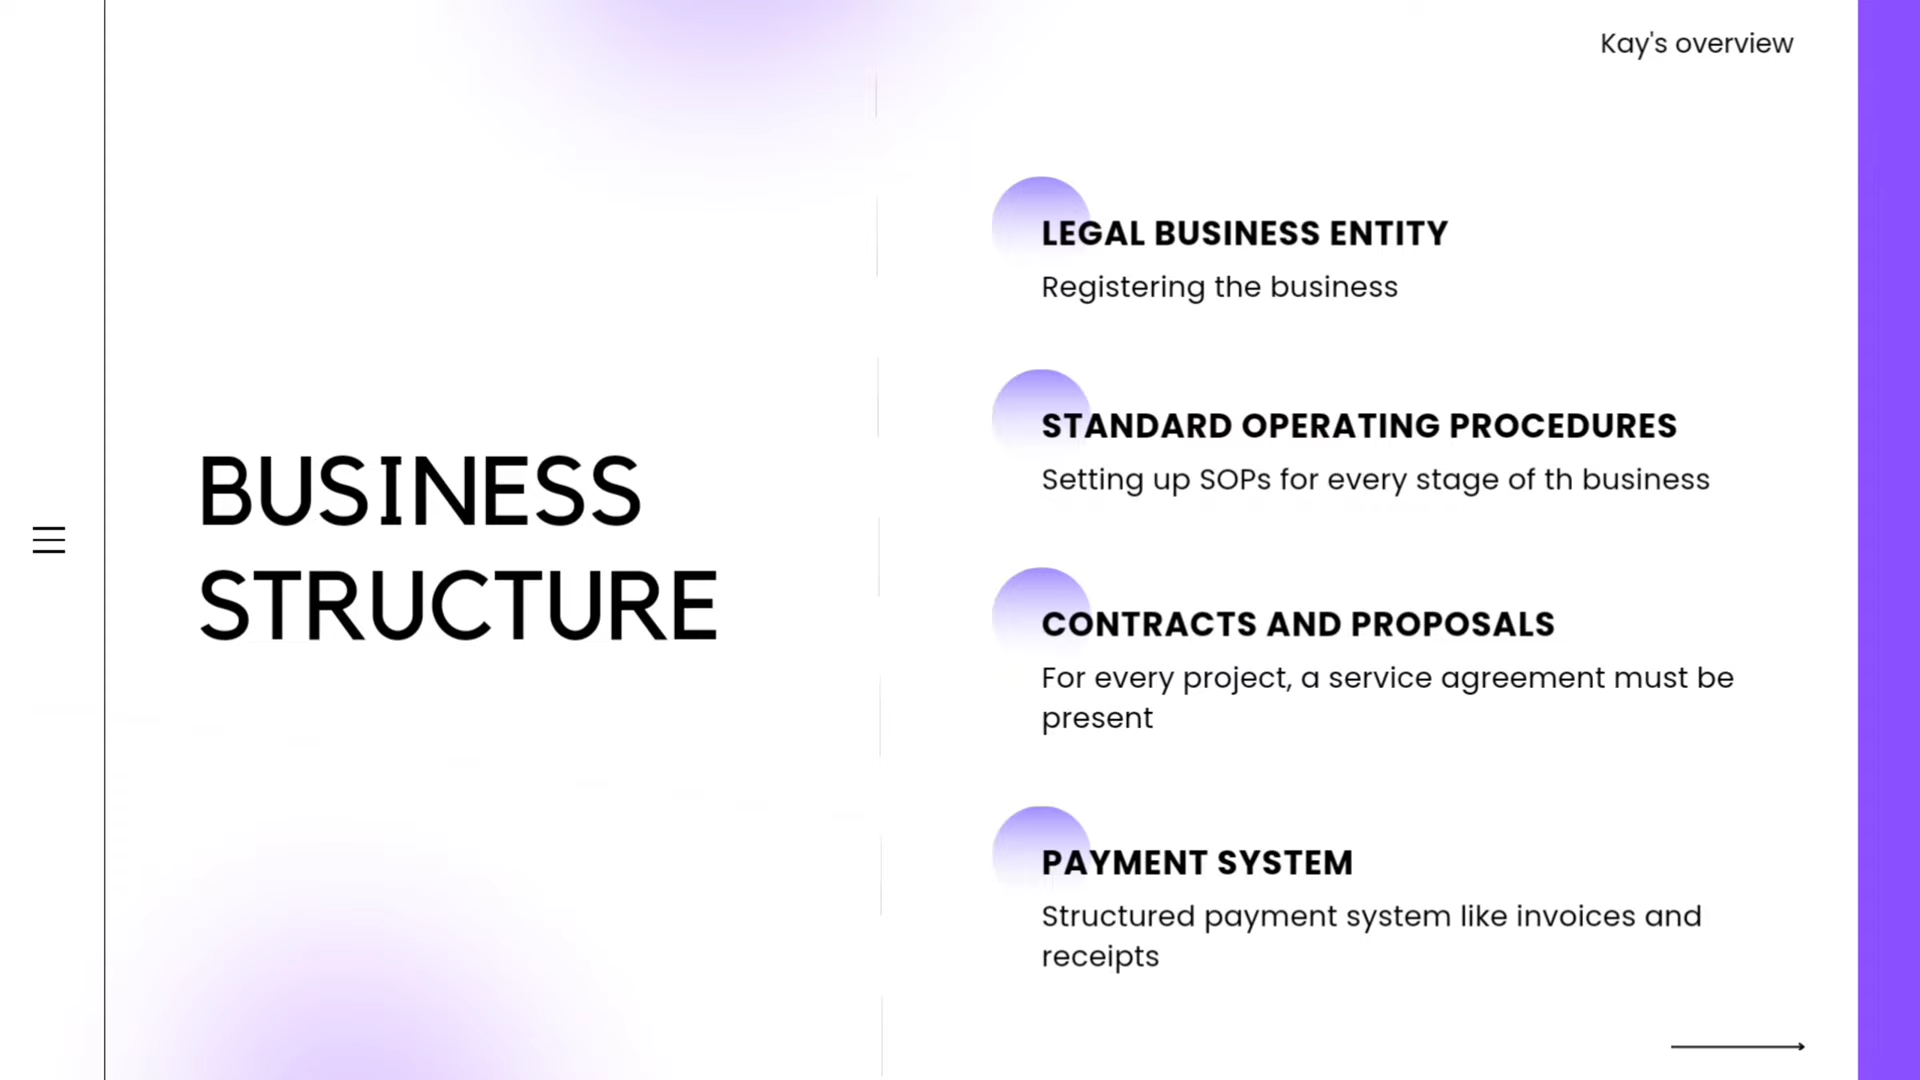 Kay's overview
BUSINESS
STRUCTURE
LEGAL BUSINESS ENTITY
Registering the business
STANDARD OPERATING PROCEDURES
Setting up SOPs for every stage of th business
CONTRACTS AND PROPOSALS
For every project, a service agreement must be
present
PAYMENT SYSTEM
Structured payment system like invoices and
receipts